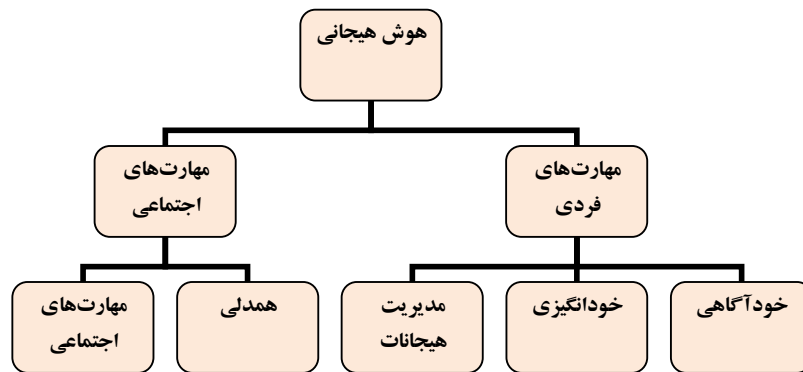 هوش هیجانی
مهارت‌های
فردی
مهارت‌های
اجتماعی
خودآگاهی
خودانگیزی
مدیریت
هیجانات
همدلی
مهارت‌های
اجتماعی